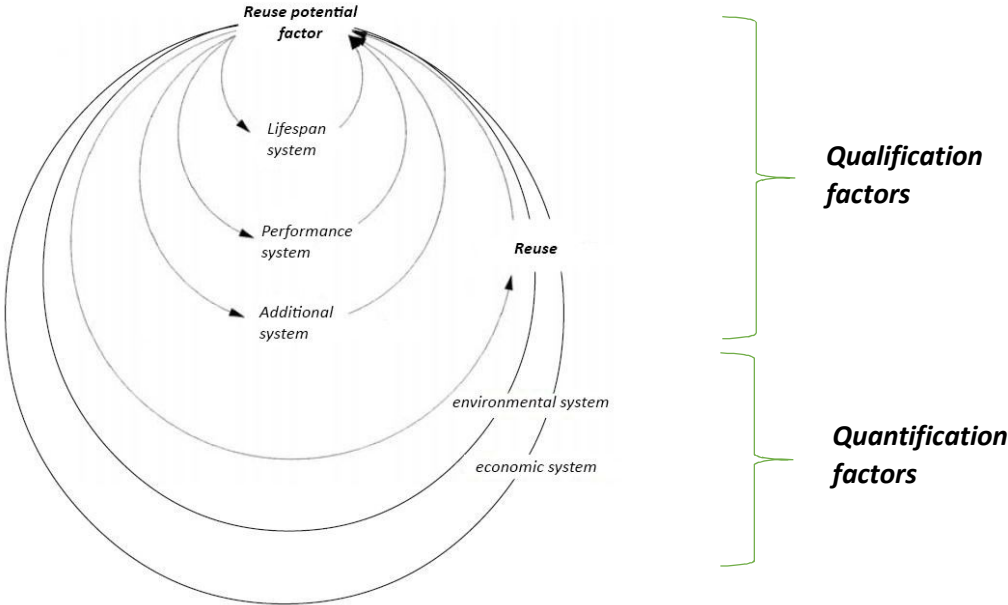 Reuse potential
factor
Lifespan
system
Qualification
factors
Performance
system
Reuse
Additional
system
environmental system
Quantification
factors
economic system